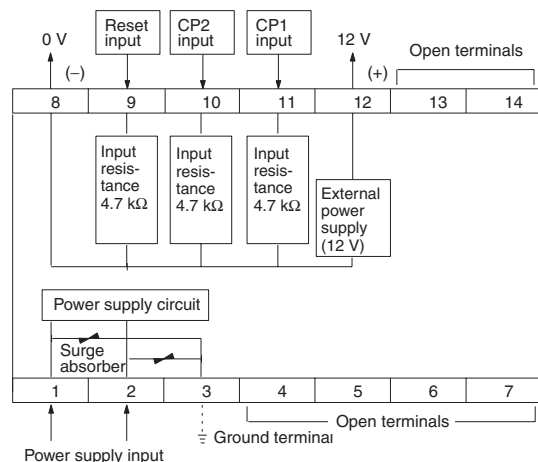 0 V
Reset input
CP2 input
CP1 input
12 V
Open terminals
(–)
(+)
8 9 10 11 12 13 14
Input resis- tance 4.7 kΩ
Input resis- tance 4.7 kΩ
Input resis- tance 4.7 kΩ
External power supply (12 V)
Power supply circuit
Surge absorber
1 2 3 4 5 6 7
Open terminals
Ground terminal
Power supply input